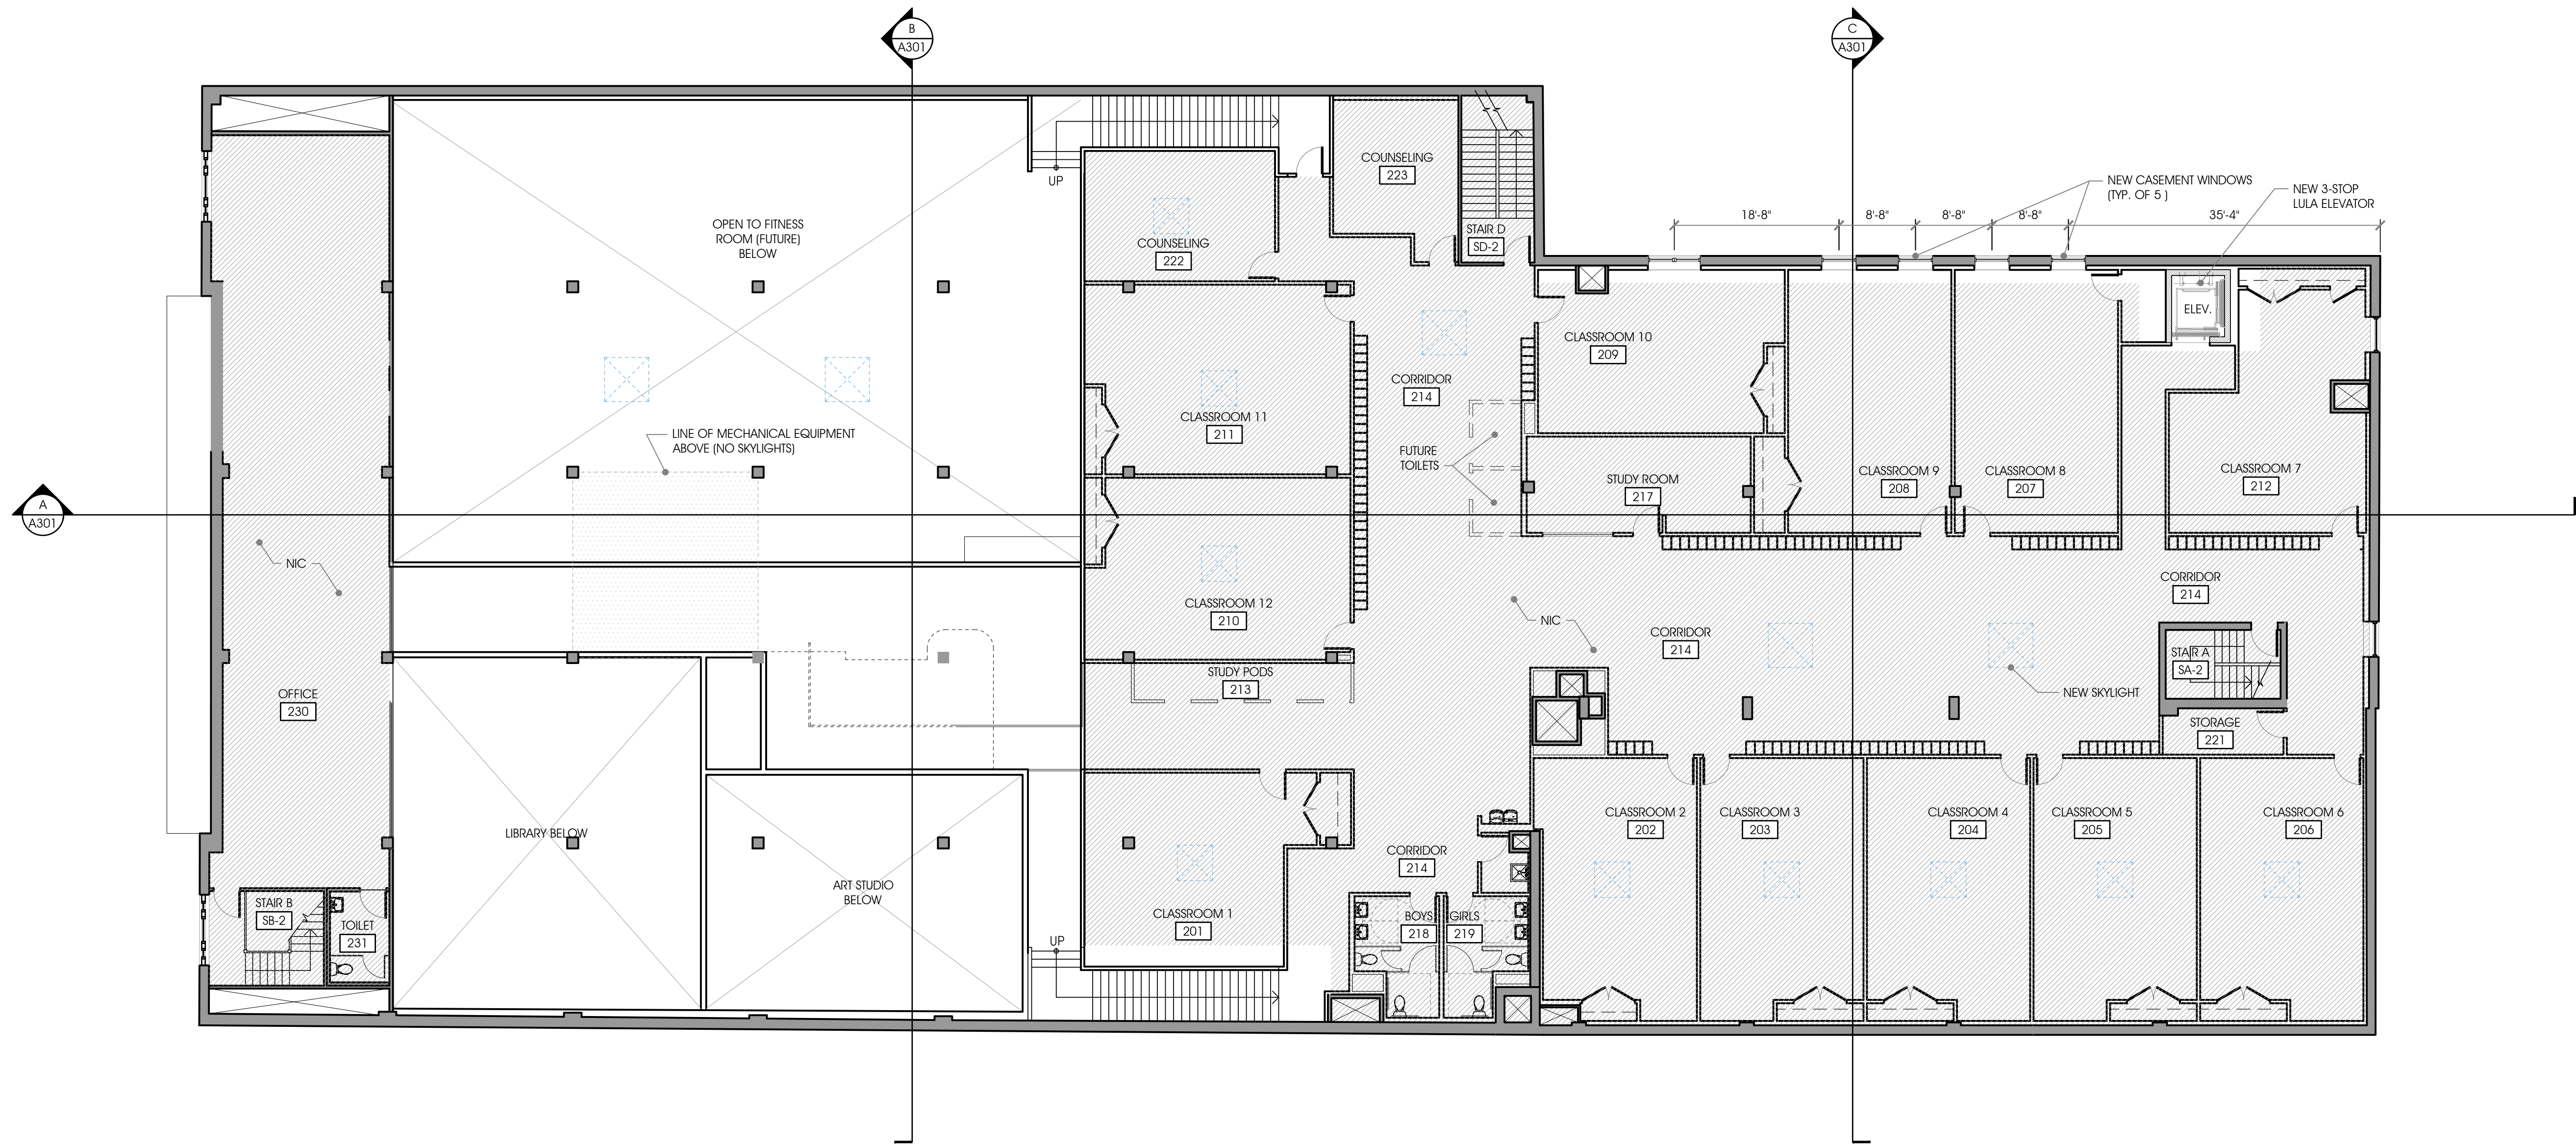 B
A301
C
A301
NEW CASEMENT WINDOWS
(TYP. OF 5 )
NEW 3-STOP
LULA ELEVATOR
18'-8"
8'-8"
8'-8"
8'-8"
35'-4"
COUNSELING
223
UP
OPEN TO FITNESS
ROOM (FUTURE)
BELOW
COUNSELING
222
STAIR D
SD-2
ELEV.
CLASSROOM 10
209
CORRIDOR
214
CLASSROOM 11
211
LINE OF MECHANICAL EQUIPMENT
ABOVE (NO SKYLIGHTS)
FUTURE
TOILETS
STUDY ROOM
217
CLASSROOM 9
208
CLASSROOM 8
207
CLASSROOM 7
212
A
A301
NIC
CLASSROOM 12
210
NIC
CORRIDOR
214
CORRIDOR
214
STAIR A
SA-2
STUDY PODS
213
OFFICE
230
NEW SKYLIGHT
STORAGE
221
LIBRARY BELOW
CLASSROOM 2
202
CLASSROOM 3
203
CLASSROOM 4
204
CLASSROOM 5
205
CLASSROOM 6
206
CORRIDOR
214
ART STUDIO
BELOW
STAIR B
SB-2
TOILET
231
CLASSROOM 1
201
BOYS
218
GIRLS
219
UP